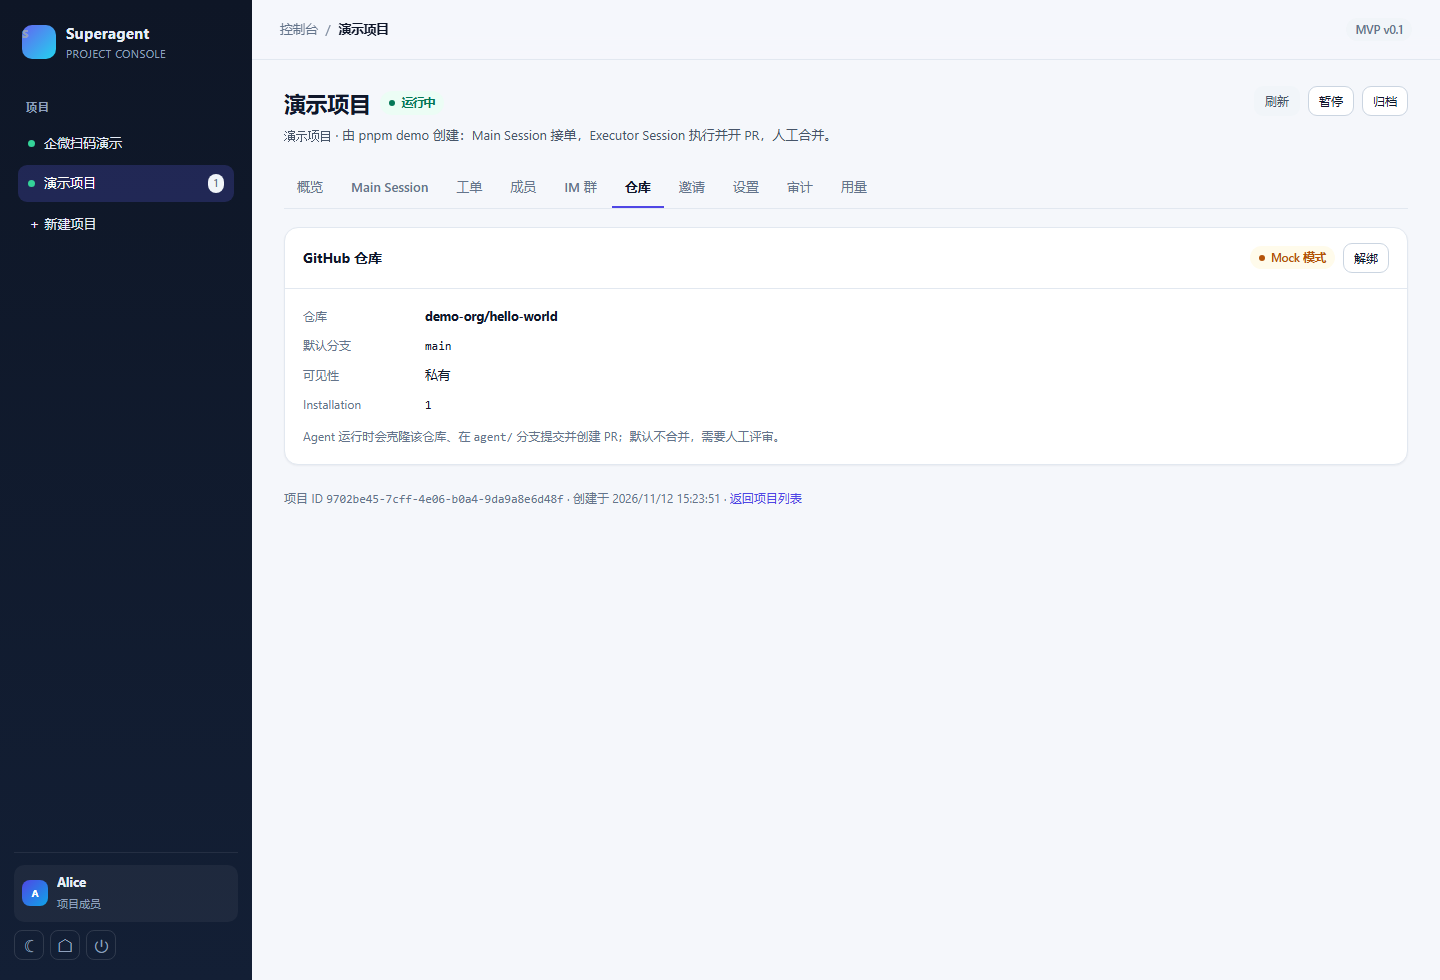 S
Superagent
PROJECT CONSOLE
项目
企微扫码演示
演示项目 1
+ 新建项目
Alice
项目成员
A
控制台 / 演示项目
MVP v0.1
演示项目 运行中
刷新 暂停 归档
演示项目 · 由 pnpm demo 创建：Main Session 接单，Executor Session 执行并开 PR，人工合并。
概览 Main Session 工单 成员 IM 群 仓库 邀请 设置 审计 用量
GitHub 仓库
Mock 模式 解绑
仓库 demo-org/hello-world
默认分支 main
可见性 私有
Installation 1
Agent 运行时会克隆该仓库、在 agent/ 分支提交并创建 PR；默认不合并，需要人工评审。
项目 ID 9702be45-7cff-4e06-b0a4-9da9a8e6d48f · 创建于 2026/11/12 15:23:51 · 返回项目列表